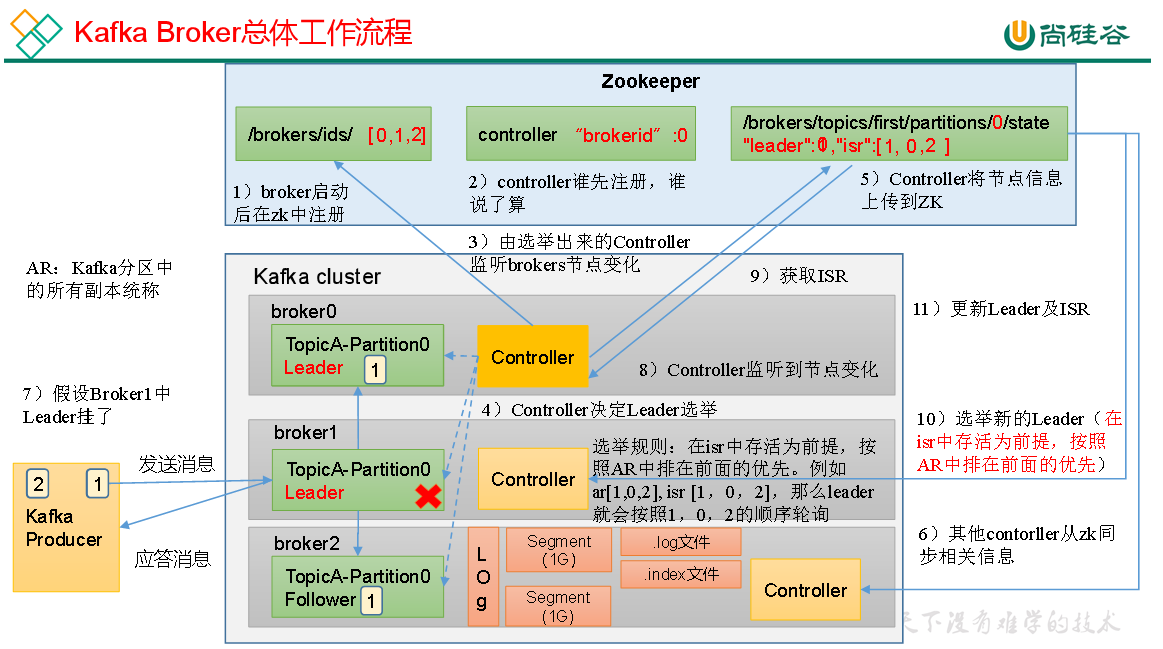 Kafka Broker总体工作流程
尚硅谷
Zookeeper
/brokers/ids/ [0,1,2]
controller “brokerid” :0
/brokers/topics/first/partitions/0/state
"leader": ,"isr":[1, 0,2 ]
1）broker启动
后在zk中注册
2）controller谁先注册，谁
说了算
5）Controller将节点信息
上传到ZK
3）由选举出来的Controller
监听brokers节点变化
9）获取ISR
AR：Kafka分区中
的所有副本统称
Kafka cluster
11）更新Leader及ISR
broker0
TopicA-Partition0
Leader
1
Controller
8）Controller监听到节点变化
7）假设Broker1中
Leader挂了
4）Controller决定Leader选举
10）选举新的Leader（在
isr中存活为前提，按照
AR中排在前面的优先）
broker1
TopicA-Partition0
Leader
Controller
选举规则：在isr中存活为前提，按
照AR中排在前面的优先。例如
ar[1,0,2], isr [1，0，2]，那么leader
就会按照1，0，2的顺序轮询
发送消息
2
1
Kafka
Producer
应答消息
broker2
TopicA-Partition0
Follower
1
LOg
Segment
(1G)
Segment
(1G)
.log文件
.index文件
Controller
6）其他contorller从zk同
步相关信息
天下没有难学的技术